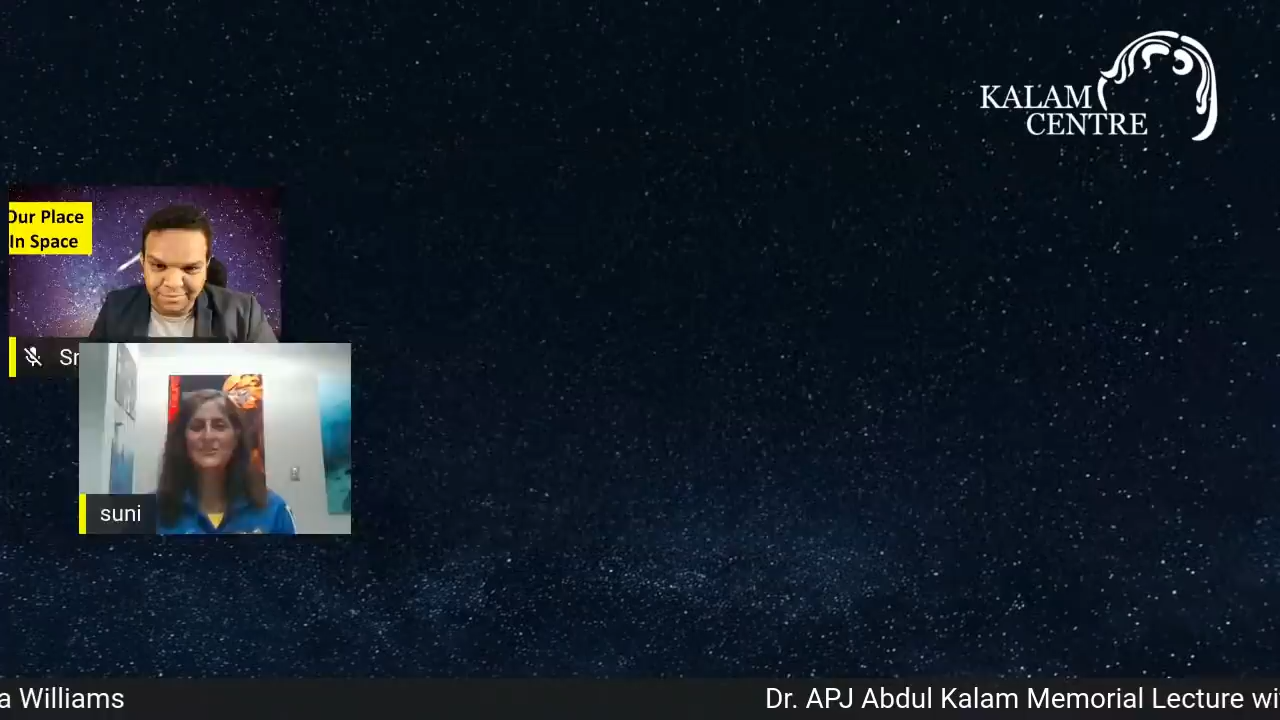 KALAM
CENTRE
Our Place
In Space
Sr
suni
a Williams
Dr. APJ Abdul Kalam Memorial Lecture wi